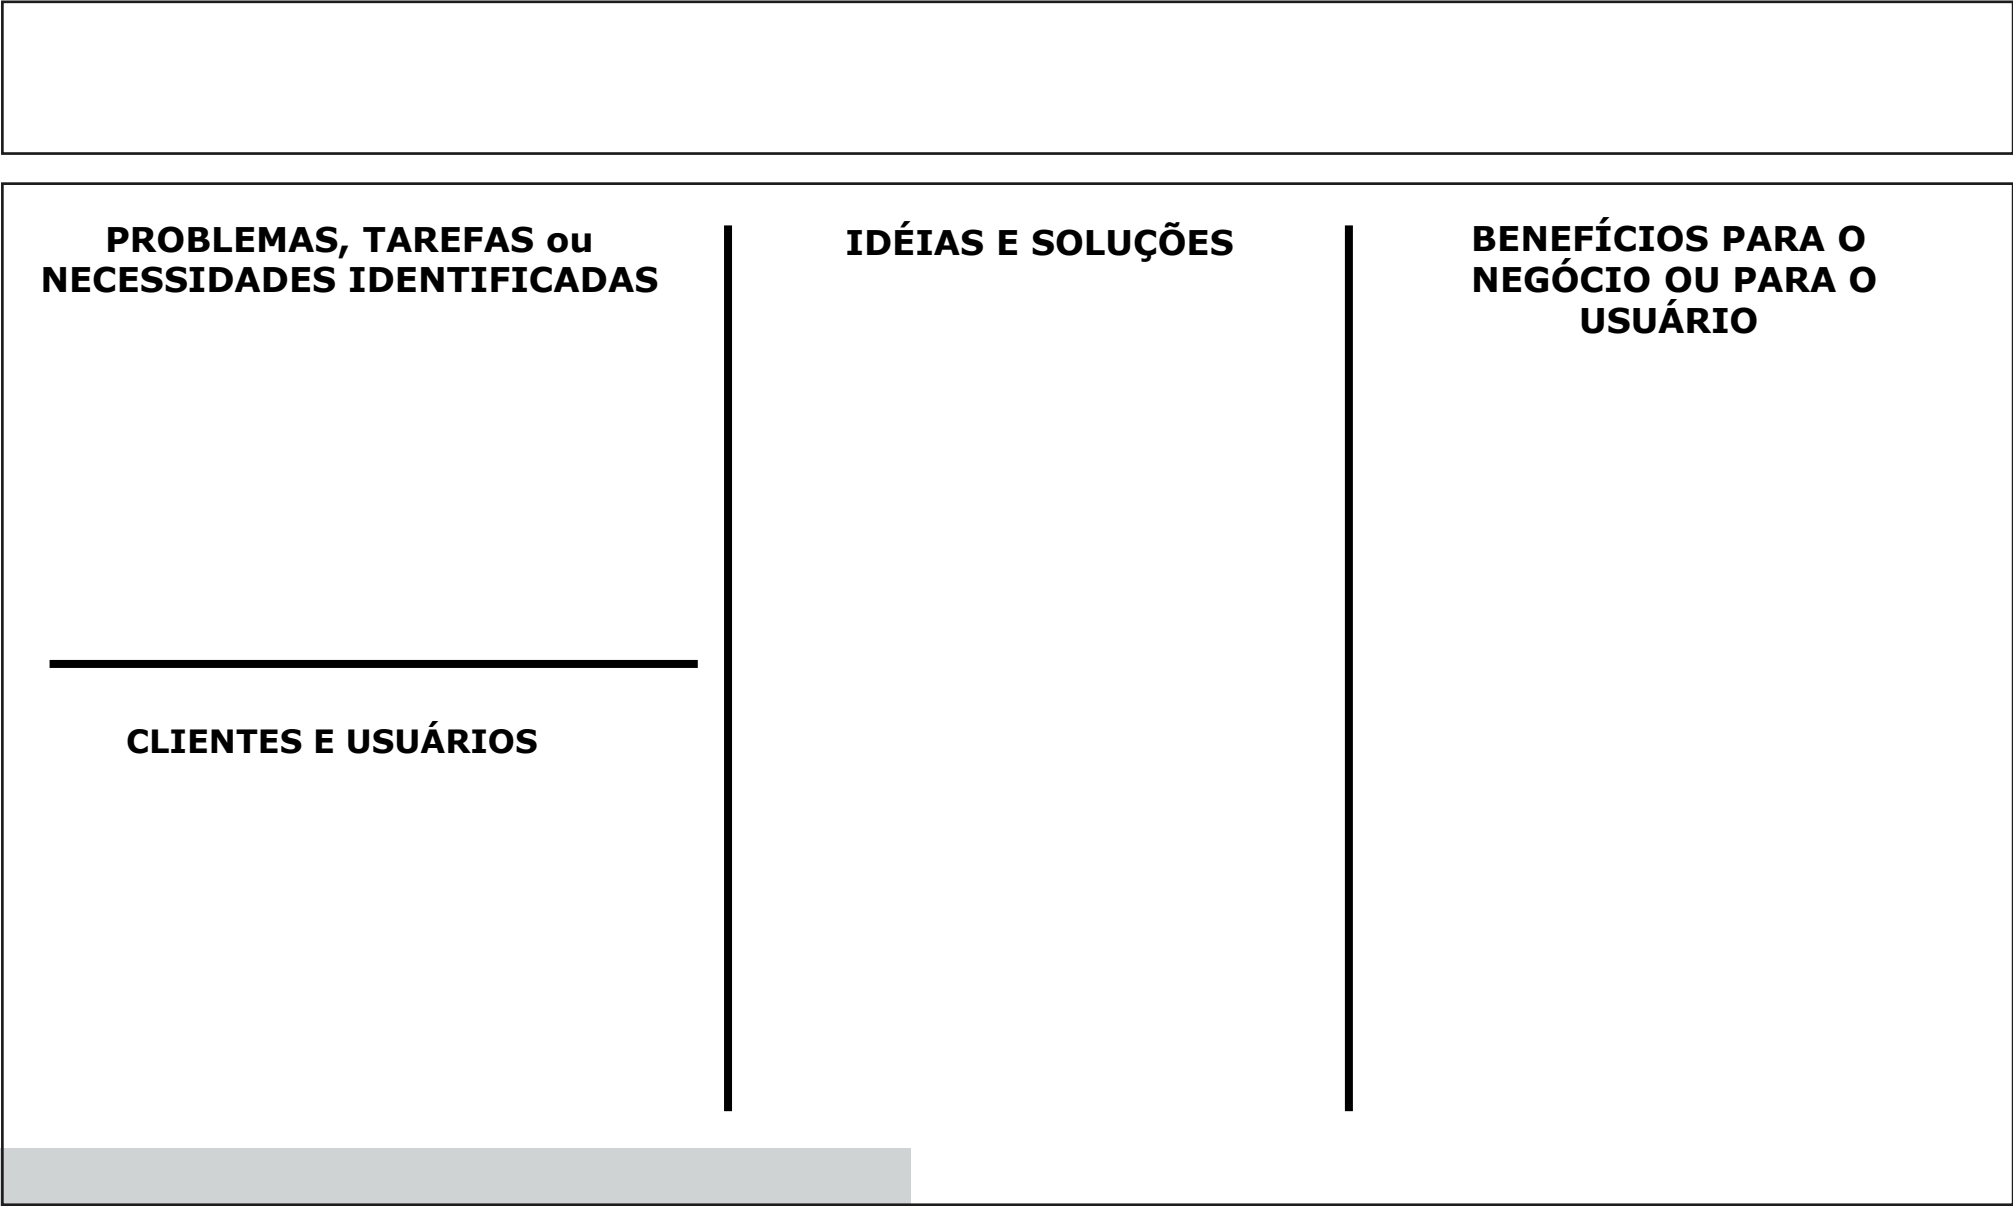 PROBLEMAS, TAREFAS ou
NECESSIDADES IDENTIFICADAS
CLIENTES E USUÁRIOS
IDÉIAS E SOLUÇÕES
BENEFÍCIOS PARA O
NEGÓCIO OU PARA O
USUÁRIO